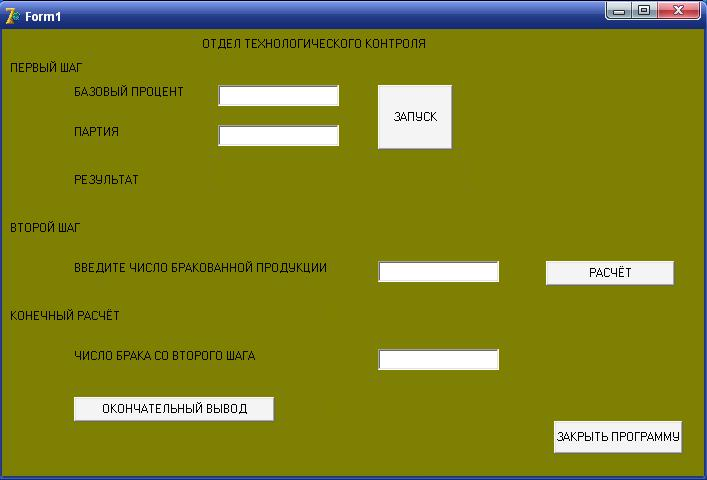 Form1
ОТДЕЛ ТЕХНОЛОГИЧЕСКОГО КОНТРОЛЯ
ПЕРВЫЙ ШАГ
БАЗОВЫЙ ПРОЦЕНТ
ЗАПУСК
ПАРТИЯ
РЕЗУЛЬТАТ
ВТОРОЙ ШАГ
ВВЕДИТЕ ЧИСЛО БРАКОВАННОЙ ПРОДУКЦИИ
РАСЧЁТ
КОНЕЧНЫЙ РАСЧЁТ
ЧИСЛО БРАКА СО ВТОРОГО ШАГА
ОКОНЧАТЕЛЬНЫЙ ВЫВОД
ЗАКРЫТЬ ПРОГРАММУ